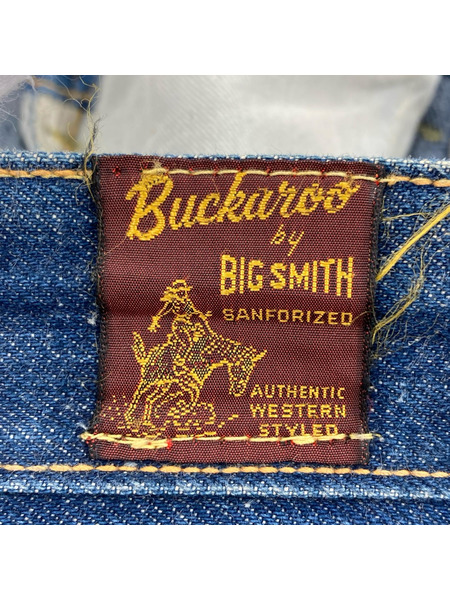 Buckaroo
by
BIG SMITH
SANFORIZED
AUTHENTIC
WESTERN
STYLED